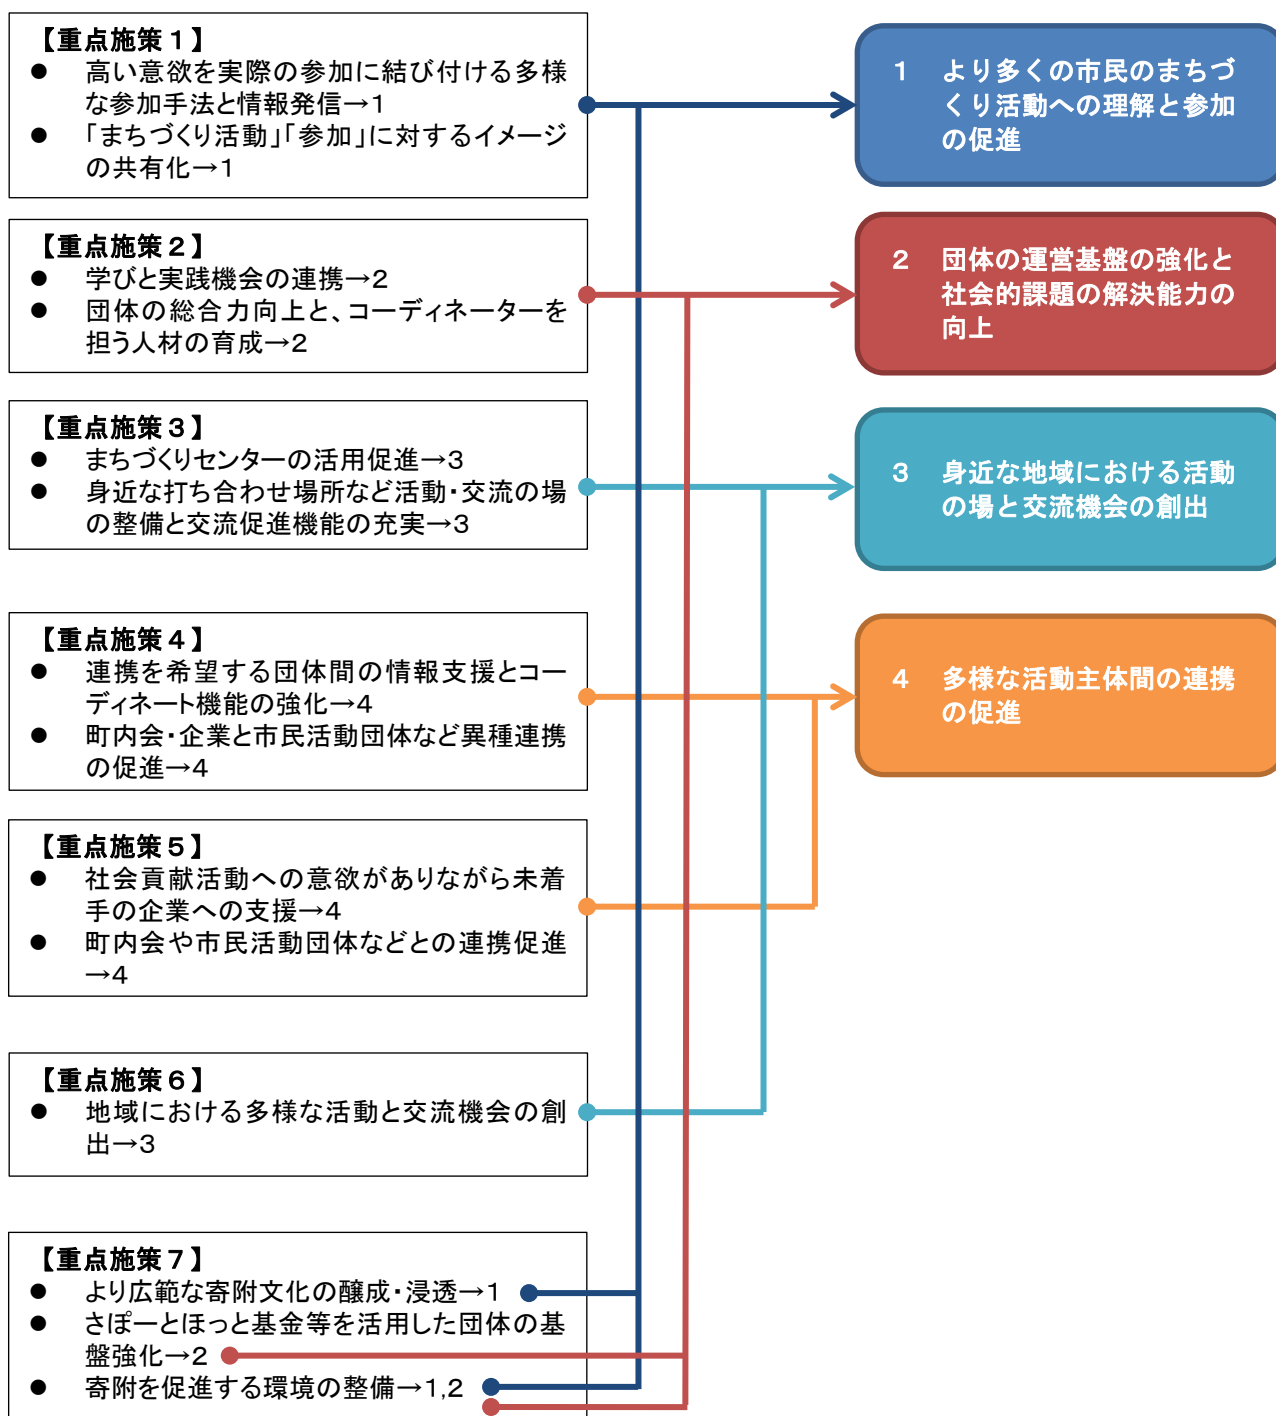 【重点施策１】
● 高い意欲を実際の参加に結び付ける多様
な参加手法と情報発信→1
● 「まちづくり活動」「参加」に対するイメージ
の共有化→1
【重点施策２】
● 学びと実践機会の連携→2
● 団体の総合力向上と、コーディネーターを
担う人材の育成→2
【重点施策３】
● まちづくりセンターの活用促進→3
● 身近な打ち合わせ場所など活動・交流の場
の整備と交流促進機能の充実→3
【重点施策４】
● 連携を希望する団体間の情報支援とコー
ディネート機能の強化→4
● 町内会・企業と市民活動団体など異種連携
の促進→4
【重点施策５】
● 社会貢献活動への意欲がありながら未着
手の企業への支援→4
● 町内会や市民活動団体などとの連携促進
→4
【重点施策６】
● 地域における多様な活動と交流機会の創
出→3
【重点施策７】
● より広範な寄附文化の醸成・浸透→1
● さぽーとほっと基金等を活用した団体の基
盤強化→2
● 寄附を促進する環境の整備→1,2
１ より多くの市民のまちづ
くり活動への理解と参加
の促進
２ 団体の運営基盤の強化と
社会的課題の解決能力の
向上
３ 身近な地域における活動
の場と交流機会の創出
４ 多様な活動主体間の連携
の促進